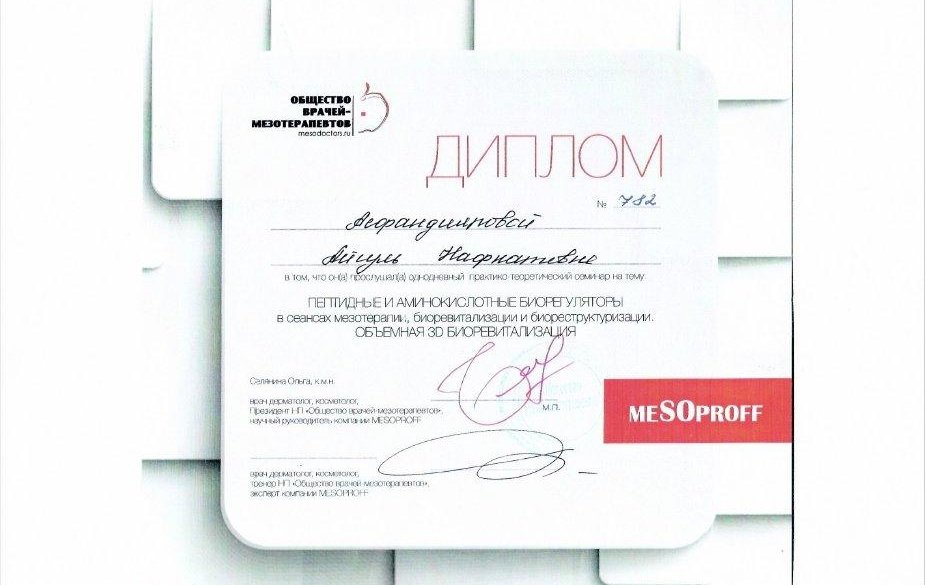 ОБЩЕСТВО
ВРАЧЕЙ-
МЕЗОТЕРАПЕВТОВ
mesodoctors.ru
ДИПЛОМ
№ 782
Асфандияровой
Айгуль Нафкатовне
в том, что он(а) прослушал(а) однодневный практико-теоретический семинар на тему:
ПЕПТИДНЫЕ И АМИНОКИСЛОТНЫЕ БИОРЕГУЛЯТОРЫ
в сеансах мезотерапии, биоревитализации и биореструктуризации.
ОБЪЕМНАЯ 3D БИОРЕВИТАЛИЗАЦИЯ
Селянина Ольга, к.м.н.
врач дерматолог, косметолог,
Президент НП «Общество врачей-мезотерапевтов»,
научный руководитель компании MESOPROFF
М.П.
MESOPROFF
врач дерматолог, косметолог,
тренер НП «Общество врачей-мезотерапевтов»,
эксперт компании MESOPROFF